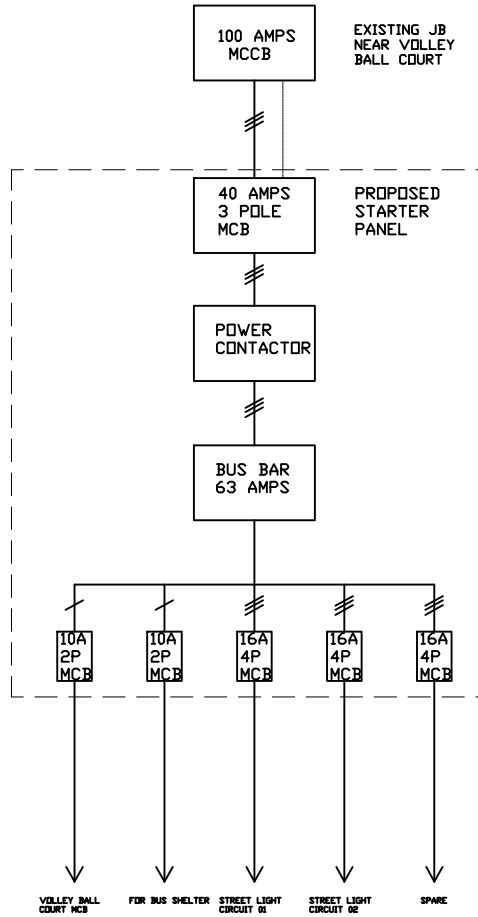 100 AMPS
MCCB
EXISTING JB
NEAR VOLLEY
BALL COURT
40 AMPS
3 POLE
MCB
PROPOSED
STARTER
PANEL
POWER
CONTACTOR
BUS BAR
63 AMPS
10A
2P
MCB
10A
2P
MCB
16A
4P
MCB
16A
4P
MCB
16A
4P
MCB
VOLLEY BALL
COURT MCB
FOR BUS SHELTER
STREET LIGHT
CIRCUIT 01
STREET LIGHT
CIRCUIT 02
SPARE